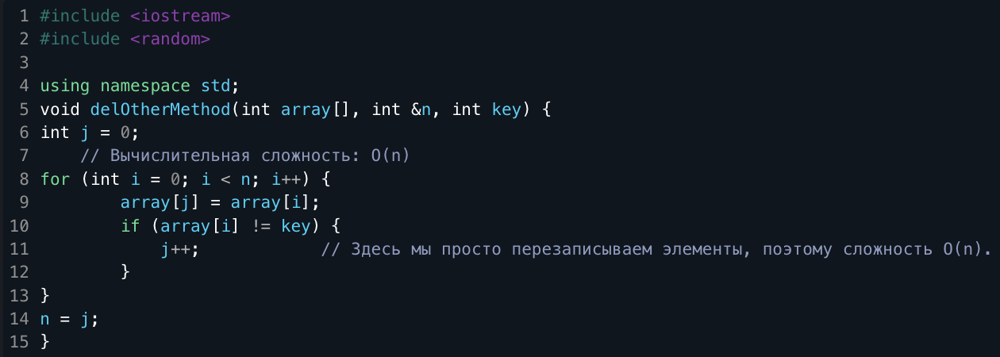 1 #include <iostream>
2 #include <random>
3
4 using namespace std;
5 void delOtherMethod(int array[], int &n, int key) {
6 int j = 0;
7     // Вычислительная сложность: O(n)
8 for (int i = 0; i < n; i++) {
9         array[j] = array[i];
10         if (array[i] != key) {
11             j++;            // Здесь мы просто перезаписываем элементы, поэтому сложность O(n).
12         }
13 }
14 n = j;
15 }